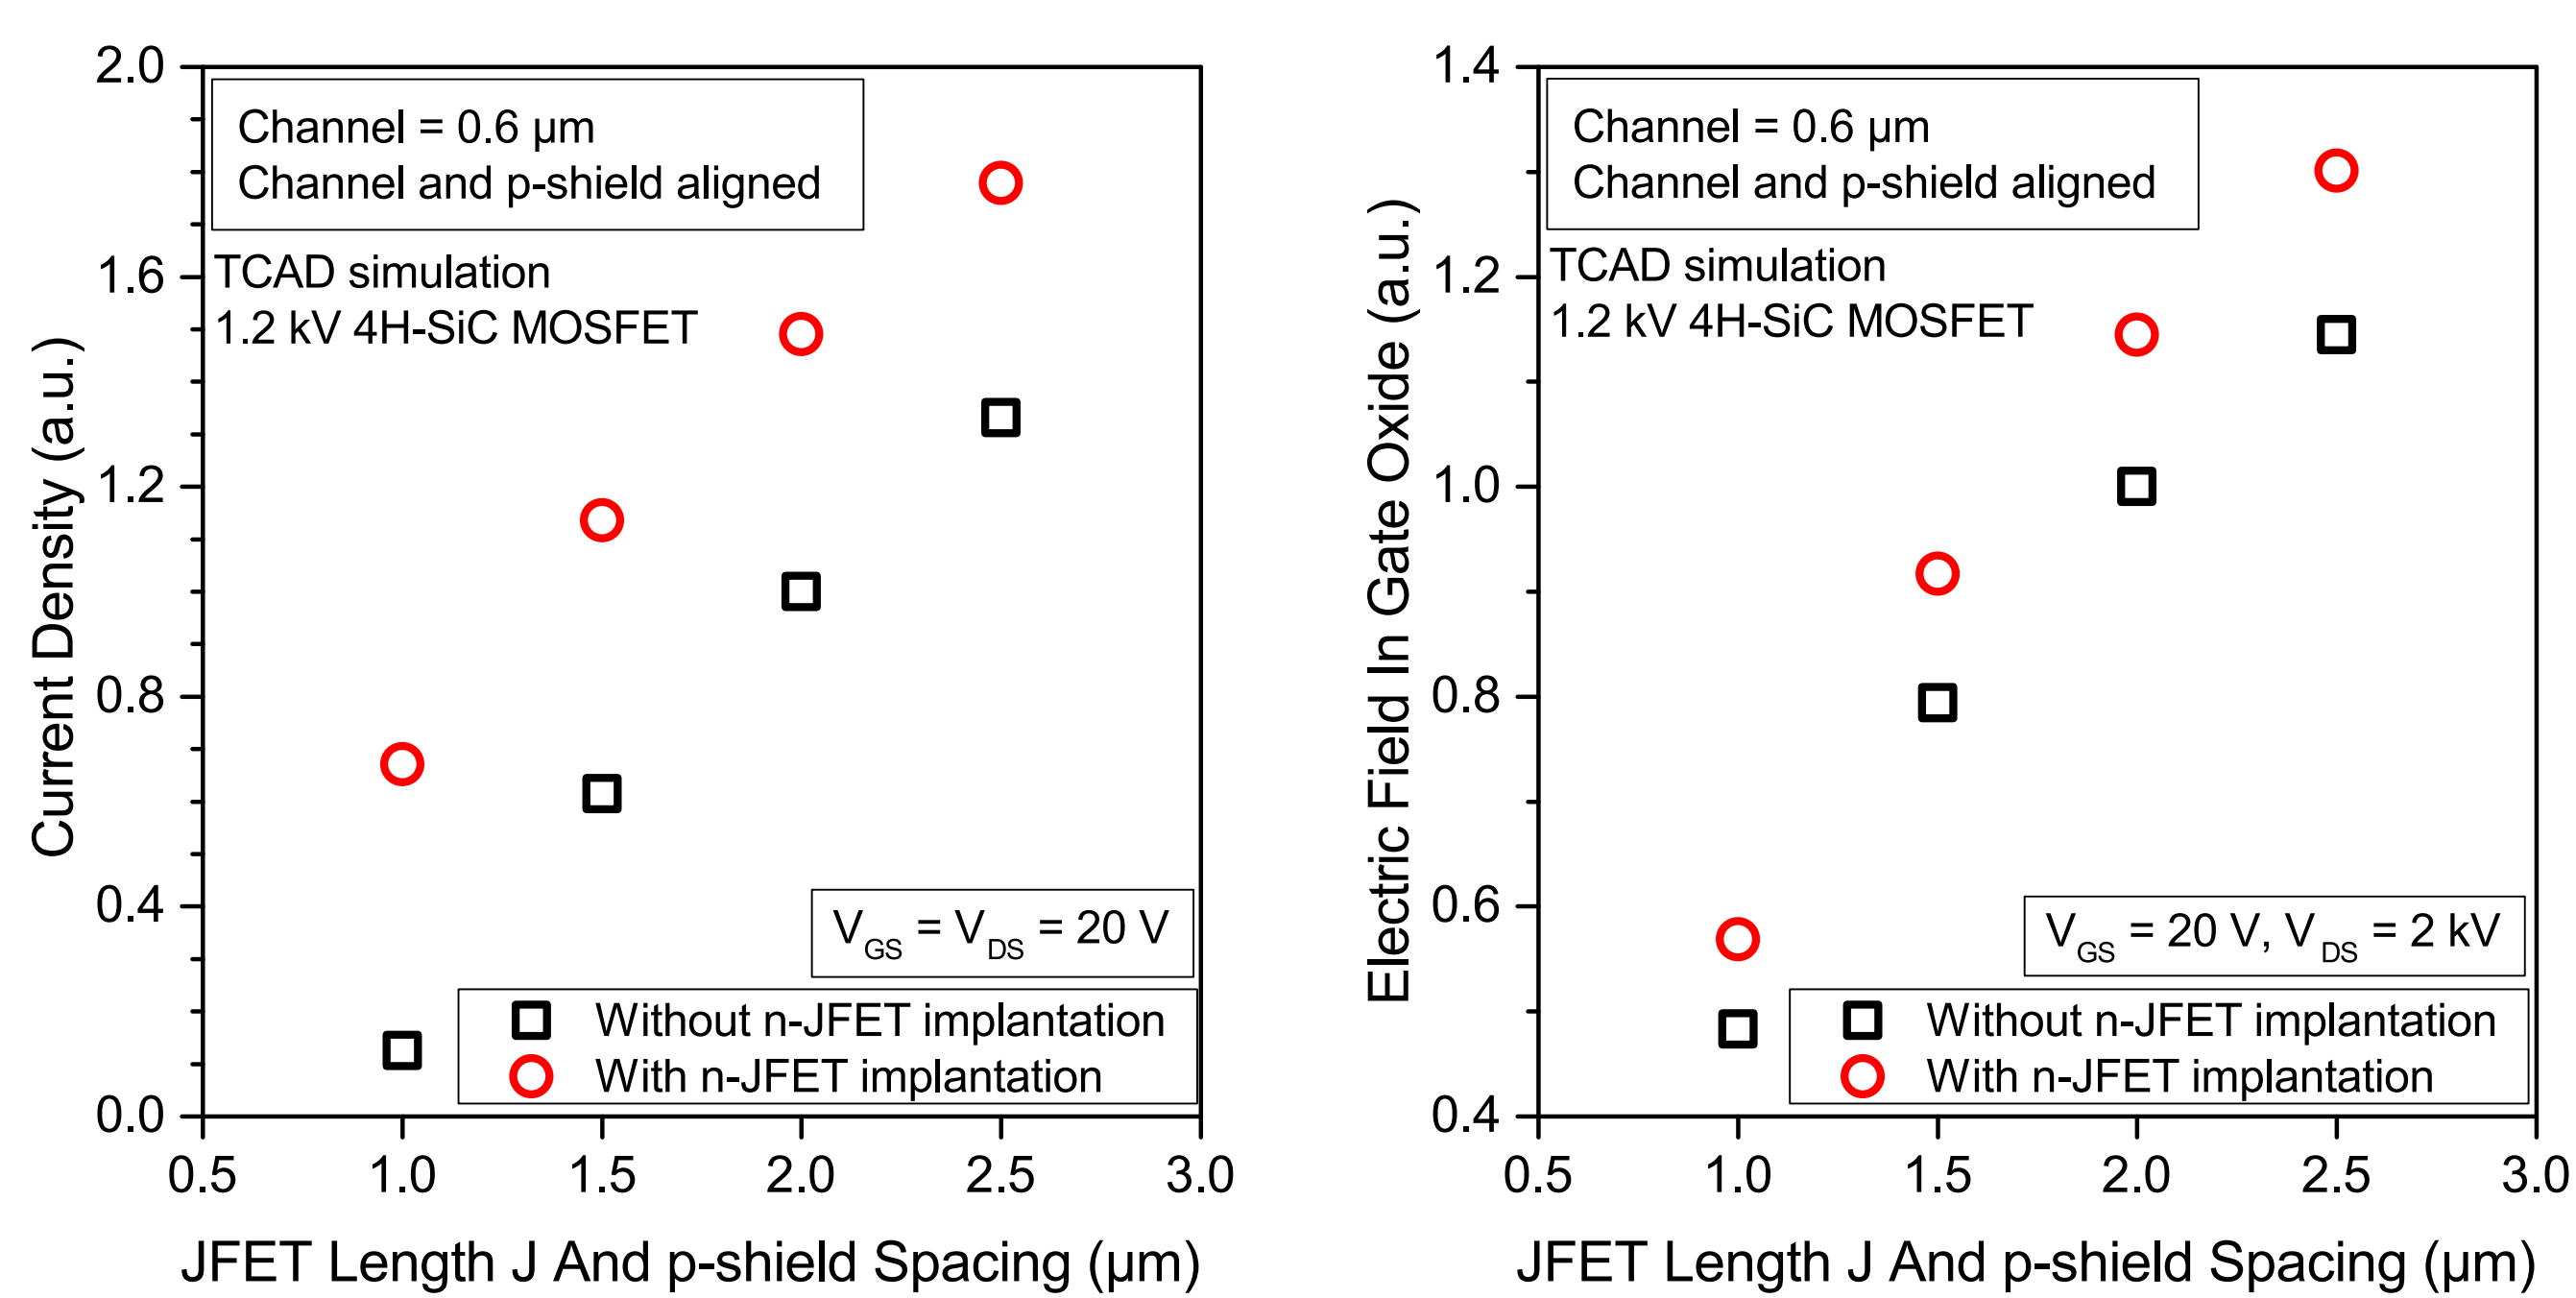 Current Density (a.u.)
2.0
1.6
1.2
0.8
0.4
0.0
Channel = 0.6 µm
Channel and p-shield aligned
TCAD simulation
1.2 kV 4H-SiC MOSFET
V_GS = V_DS = 20 V
Without n-JFET implantation
With n-JFET implantation
0.5 1.0 1.5 2.0 2.5 3.0
JFET Length J And p-shield Spacing (µm)
Electric Field In Gate Oxide (a.u.)
1.4
1.2
1.0
0.8
0.6
0.4
Channel = 0.6 µm
Channel and p-shield aligned
TCAD simulation
1.2 kV 4H-SiC MOSFET
V_GS = 20 V, V_DS = 2 kV
Without n-JFET implantation
With n-JFET implantation
0.5 1.0 1.5 2.0 2.5 3.0
JFET Length J And p-shield Spacing (µm)